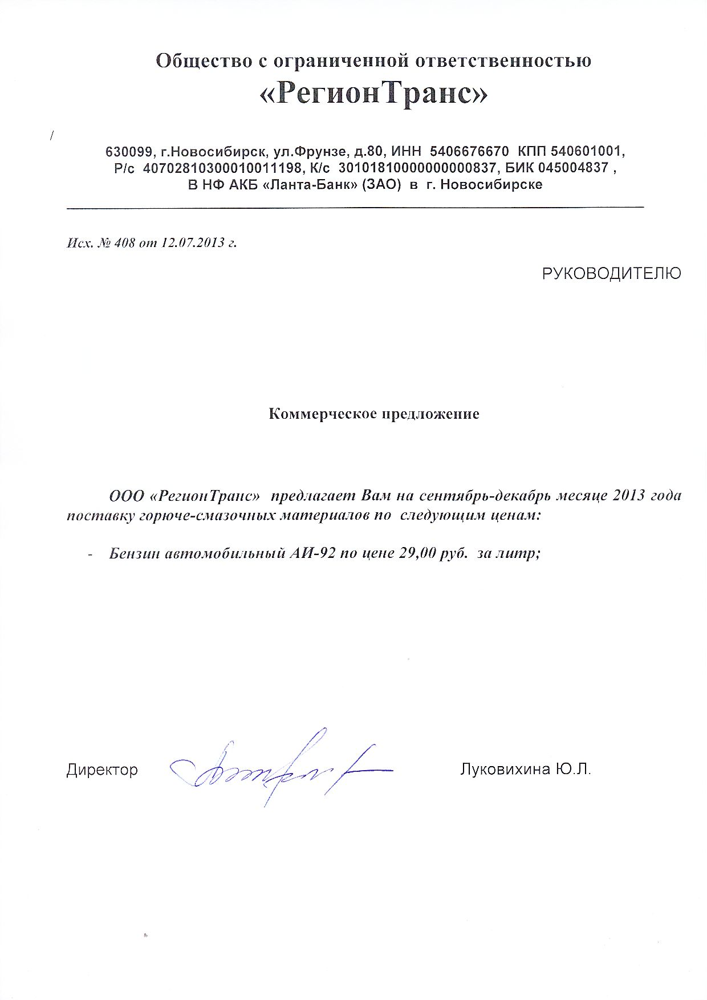 Общество с ограниченной ответственностью
«РегионТранс»
/
630099, г.Новосибирск, ул.Фрунзе, д.80, ИНН 5406676670 КПП 540601001,
Р/с 40702810300010011198, К/с 30101810000000000837, БИК 045004837 ,
В НФ АКБ «Ланта-Банк» (ЗАО) в г. Новосибирске
Исх. № 408 от 12.07.2013 г.
РУКОВОДИТЕЛЮ
Коммерческое предложение
ООО «РегионТранс» предлагает Вам на сентябрь-декабрь месяце 2013 года
поставку горюче-смазочных материалов по следующим ценам:
- Бензин автомобильный АИ-92 по цене 29,00 руб. за литр;
Директор Луковихина Ю.Л.